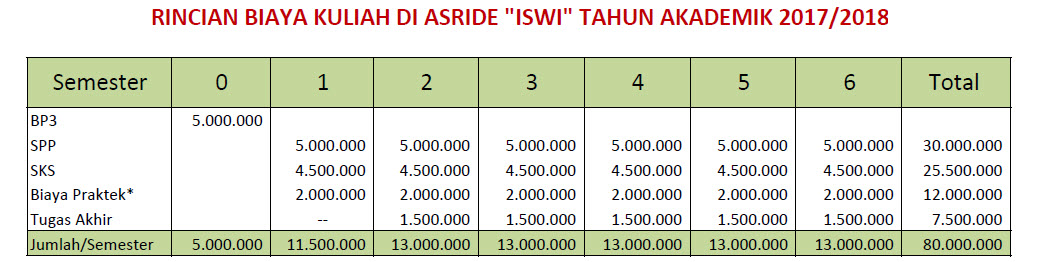 RINCIAN BIAYA KULIAH DI ASRIDE "ISWI" TAHUN AKADEMIK 2017/2018
Semester 0 1 2 3 4 5 6 Total
BP3 5.000.000
SPP 5.000.000 5.000.000 5.000.000 5.000.000 5.000.000 5.000.000 30.000.000
SKS 4.500.000 4.500.000 4.500.000 4.500.000 4.500.000 4.500.000 25.500.000
Biaya Praktek* 2.000.000 2.000.000 2.000.000 2.000.000 2.000.000 2.000.000 12.000.000
Tugas Akhir -- 1.500.000 1.500.000 1.500.000 1.500.000 1.500.000 7.500.000
Jumlah/Semester 5.000.000 11.500.000 13.000.000 13.000.000 13.000.000 13.000.000 13.000.000 80.000.000